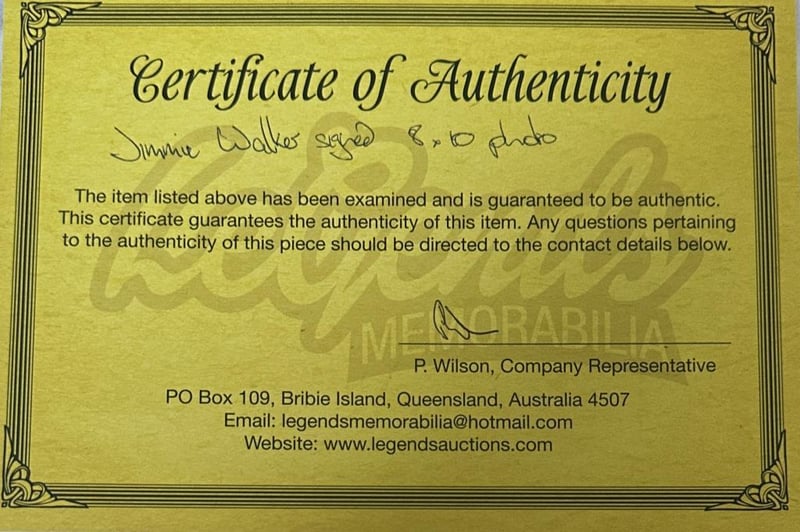 Certificate of Authenticity
Jimmie Walker signed 8x10 photo
The item listed above has been examined and is guaranteed to be authentic.
This certificate guarantees the authenticity of this item. Any questions pertaining
to the authenticity of this piece should be directed to the contact details below.
Legends
MEMORABILIA
P. Wilson, Company Representative
PO Box 109, Bribie Island, Queensland, Australia 4507
Email: legendsmemorabilia@hotmail.com
Website: www.legendsauctions.com